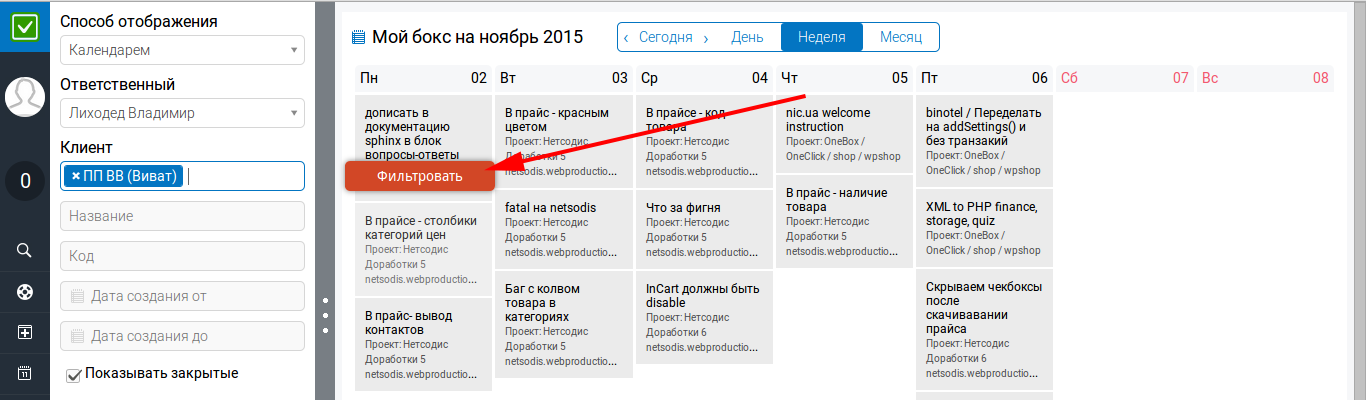 Способ отображения
Календарем
Ответственный
Лиходед Владимир
Клиент
× ПП ВВ (Виват)
Название
Код
Дата создания от
Дата создания до
Показывать закрытые
0
11
Мой бокс на ноябрь 2015
‹ Сегодня ›
День
Неделя
Месяц
Пн 02
дописать в
документацию
sphinx в блок
вопросы-ответы
Фильтровать
В прайсе - столбики
категорий цен
Проект: Нетсодис
Доработки 5
netsodis.webproductio...
В прайс- вывод
контактов
Проект: Нетсодис
Доработки 5
netsodis.webproductio...
Вт 03
В прайс - красным
цветом
Проект: Нетсодис
Доработки 5
netsodis.webproductio...
fatal на netsodis
Проект: Нетсодис
Доработки 5
netsodis.webproductio...
Баг с колвом
товара в
категориях
Проект: Нетсодис
Доработки 5
netsodis.webproductio...
Ср 04
В прайсе - код
товара
Проект: Нетсодис
Доработки 5
netsodis.webproductio...
Что за фигня
Проект: Нетсодис
Доработки 5
netsodis.webproductio...
InCart должны быть
disable
Проект: Нетсодис
Доработки 6
netsodis.webproductio...
Чт 05
nic.ua welcome
instruction
Проект: OneBox /
OneClick / shop / wpshop
В прайс - наличие
товара
Проект: Нетсодис
Доработки 5
netsodis.webproductio...
Пт 06
binotel / Переделать
на addSettings() и
без транзакий
Проект: OneBox /
OneClick / shop / wpshop
XML to PHP finance,
storage, quiz
Проект: OneBox /
OneClick / shop / wpshop
Скрываем чекбоксы
после
скачивавании
прайса
Проект: Нетсодис
Доработки 6
netsodis.webproductio...
Сб 07
Вс 08